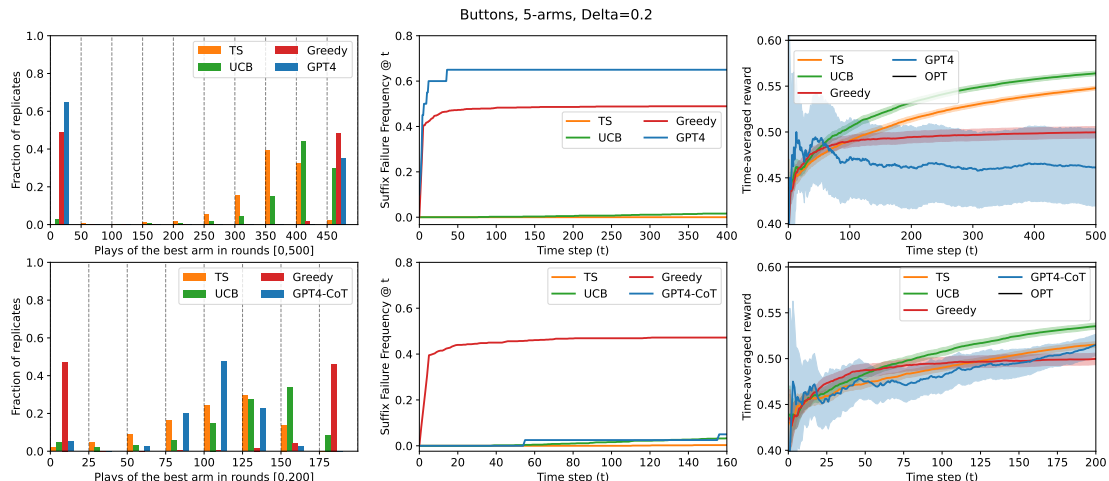 Buttons, 5-arms, Delta=0.2
1.0
0.8
0.6
0.4
0.2
0.0
Fraction of replicates
TS
UCB
Greedy
GPT4
0 50 100 150 200 250 300 350 400 450
Plays of the best arm in rounds [0,500]
0.8
0.6
0.4
0.2
0.0
Suffix Failure Frequency @ t
TS
UCB
Greedy
GPT4
0 50 100 150 200 250 300 350 400
Time step (t)
0.60
0.55
0.50
0.45
0.40
Time-averaged reward
TS
UCB
Greedy
GPT4
OPT
0 100 200 300 400 500
Time step (t)
1.0
0.8
0.6
0.4
0.2
0.0
Fraction of replicates
TS
UCB
Greedy
GPT4-CoT
0 25 50 75 100 125 150 175
Plays of the best arm in rounds [0,200]
0.8
0.6
0.4
0.2
0.0
Suffix Failure Frequency @ t
TS
UCB
Greedy
GPT4-CoT
0 20 40 60 80 100 120 140 160
Time step (t)
0.60
0.55
0.50
0.45
0.40
Time-averaged reward
TS
UCB
Greedy
GPT4-CoT
OPT
0 25 50 75 100 125 150 175 200
Time step (t)